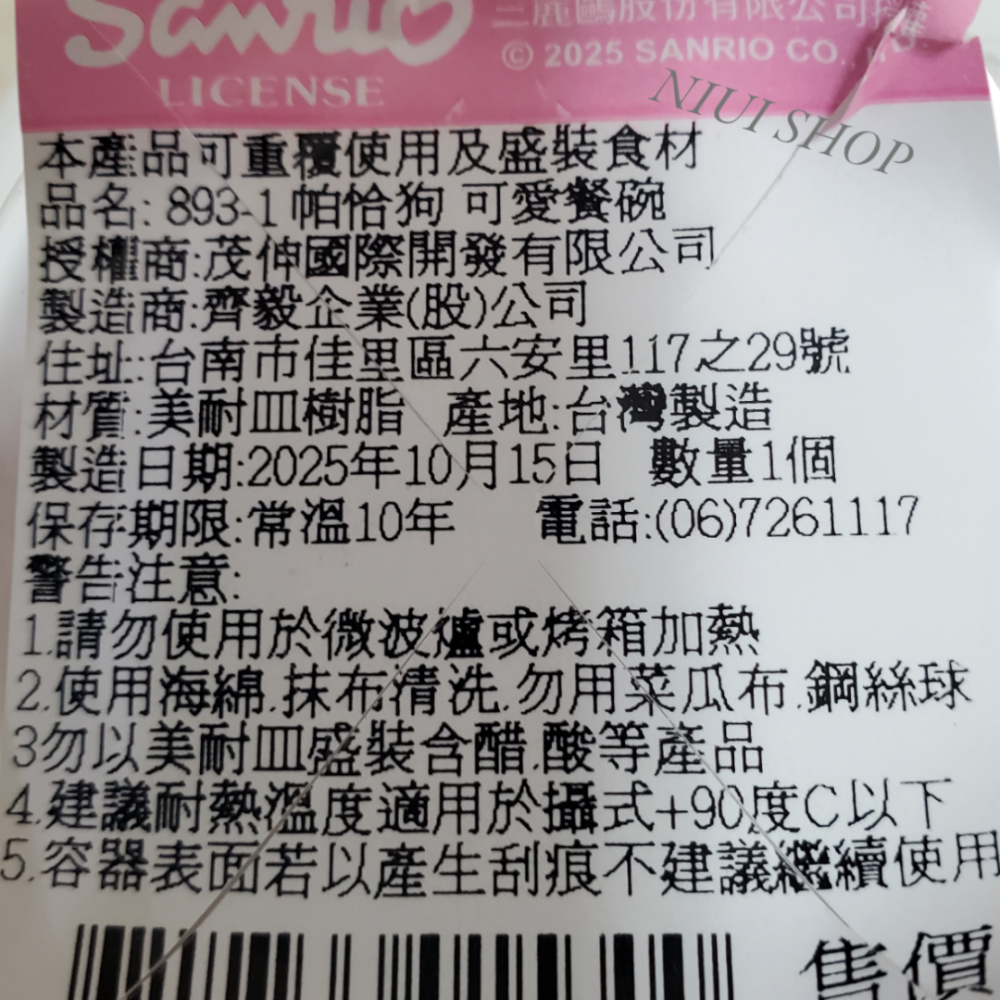 Sanrio
三麗鷗股份有限公司授權
© 2025 SANRIO CO.,
LICENSE
NIUI SHOP
本產品可重覆使用及盛裝食材
品名: 893-1 帕恰狗 可愛餐碗
授權商:茂伸國際開發有限公司
製造商:齊毅企業(股)公司
住址:台南市佳里區六安里117之29號
材質:美耐皿樹脂 產地:台灣製造
製造日期:2025年10月15日 數量1個
保存期限:常溫10年 電話:(06)7261117
警告注意:
1.請勿使用於微波爐或烤箱加熱
2.使用海綿.抹布清洗.勿用菜瓜布.鋼絲球
3勿以美耐皿盛裝含醋.酸等產品
4.建議耐熱溫度適用於攝式+90度C以下
5.容器表面若以產生刮痕不建議繼續使用
售價